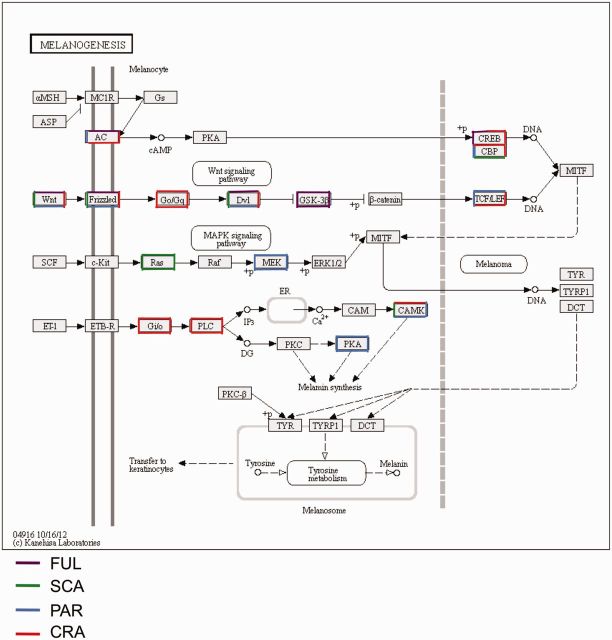 MELANOGENESIS
Melanocyte
αMSH
MC1R
Gs
ASP
AC
cAMP
PKA
+p
CREB
CBP
DNA
MITF
Wnt signaling
pathway
Wnt
Frizzled
Go/Gq
Dvl
GSK-3β
+p
β-catenin
TCF/LEF
DNA
MAPK signaling
pathway
MITF
SCF
c-Kit
Ras
Raf
+p
MEK
+p
ERK1/2
+p
Melanoma
TYR
TYRP1
DCT
DNA
ER
ET-1
ETB-R
Gi/o
PLC
IP3
Ca2+
CAM
CAMK
DG
PKC
PKA
Melamin synthesis
PKC-β
+p
TYR
TYRP1
DCT
Transfer to
keratinocytes
Tyrosine
Tyrosine
metabolism
Melanin
Melanosome
04916 10/16/12
(c) Kanehisa Laboratories
FUL
SCA
PAR
CRA